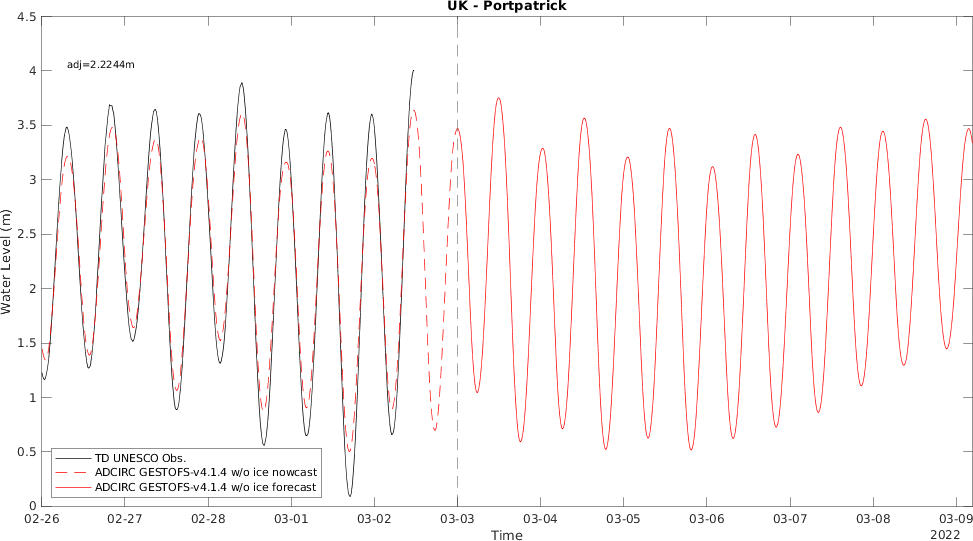 UK - Portpatrick
4.5
4
3.5
3
2.5
2
1.5
1
0.5
0
Water Level (m)
adj=2.2244m
TD UNESCO Obs.
ADCIRC GESTOFS-v4.1.4 w/o ice nowcast
ADCIRC GESTOFS-v4.1.4 w/o ice forecast
02-26 02-27 02-28 03-01 03-02 03-03 03-04 03-05 03-06 03-07 03-08 03-09
Time
2022